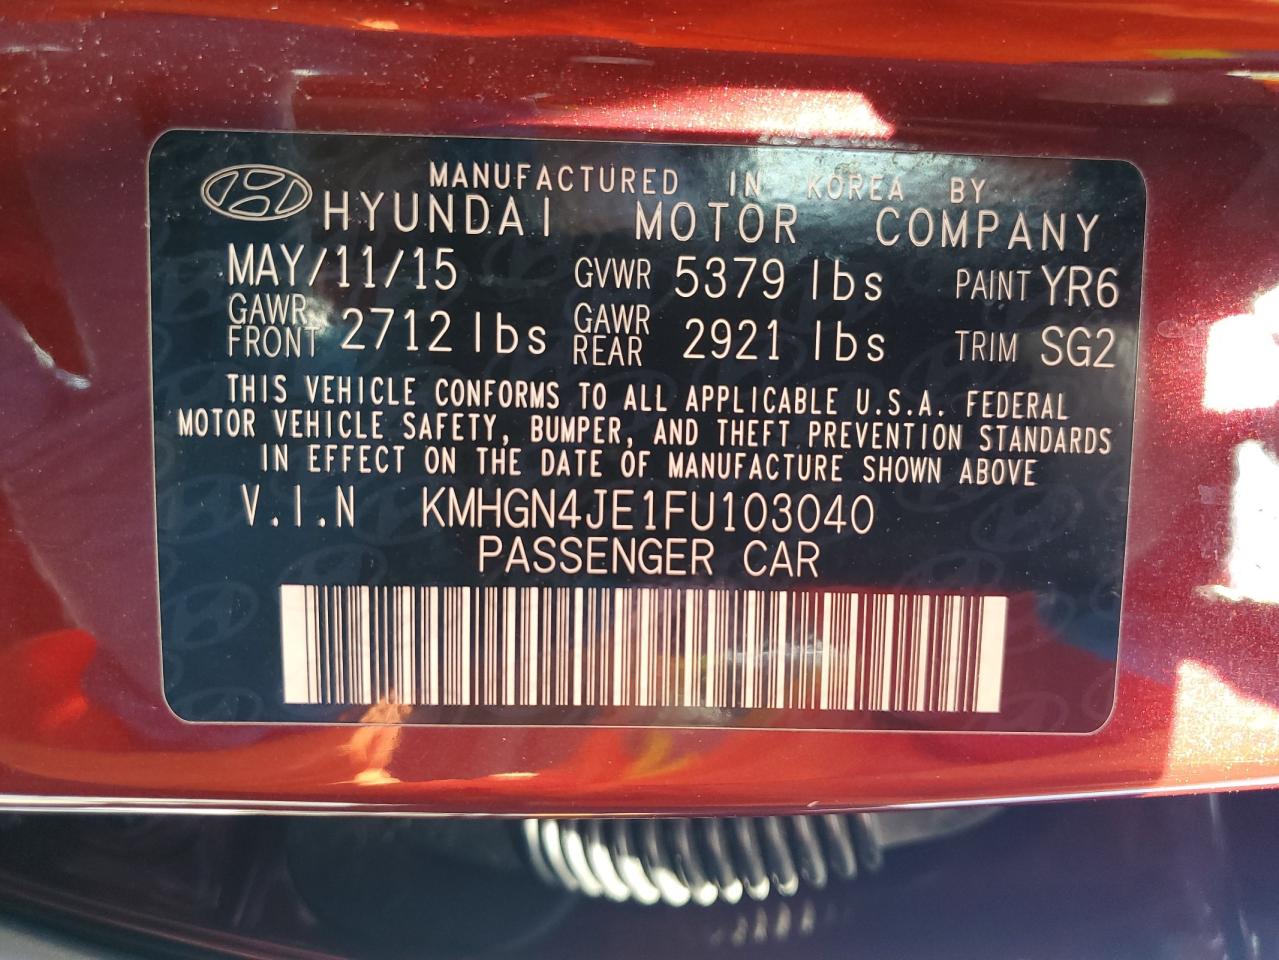 MANUFACTURED IN KOREA BY
HYUNDAI MOTOR COMPANY
MAY/11/15 GVWR 5379 lbs PAINT YR6
GAWR FRONT 2712 lbs GAWR REAR 2921 lbs TRIM SG2
THIS VEHICLE CONFORMS TO ALL APPLICABLE U.S.A. FEDERAL
MOTOR VEHICLE SAFETY, BUMPER, AND THEFT PREVENTION STANDARDS
IN EFFECT ON THE DATE OF MANUFACTURE SHOWN ABOVE
V.I.N KMHGN4JE1FU103040
PASSENGER CAR